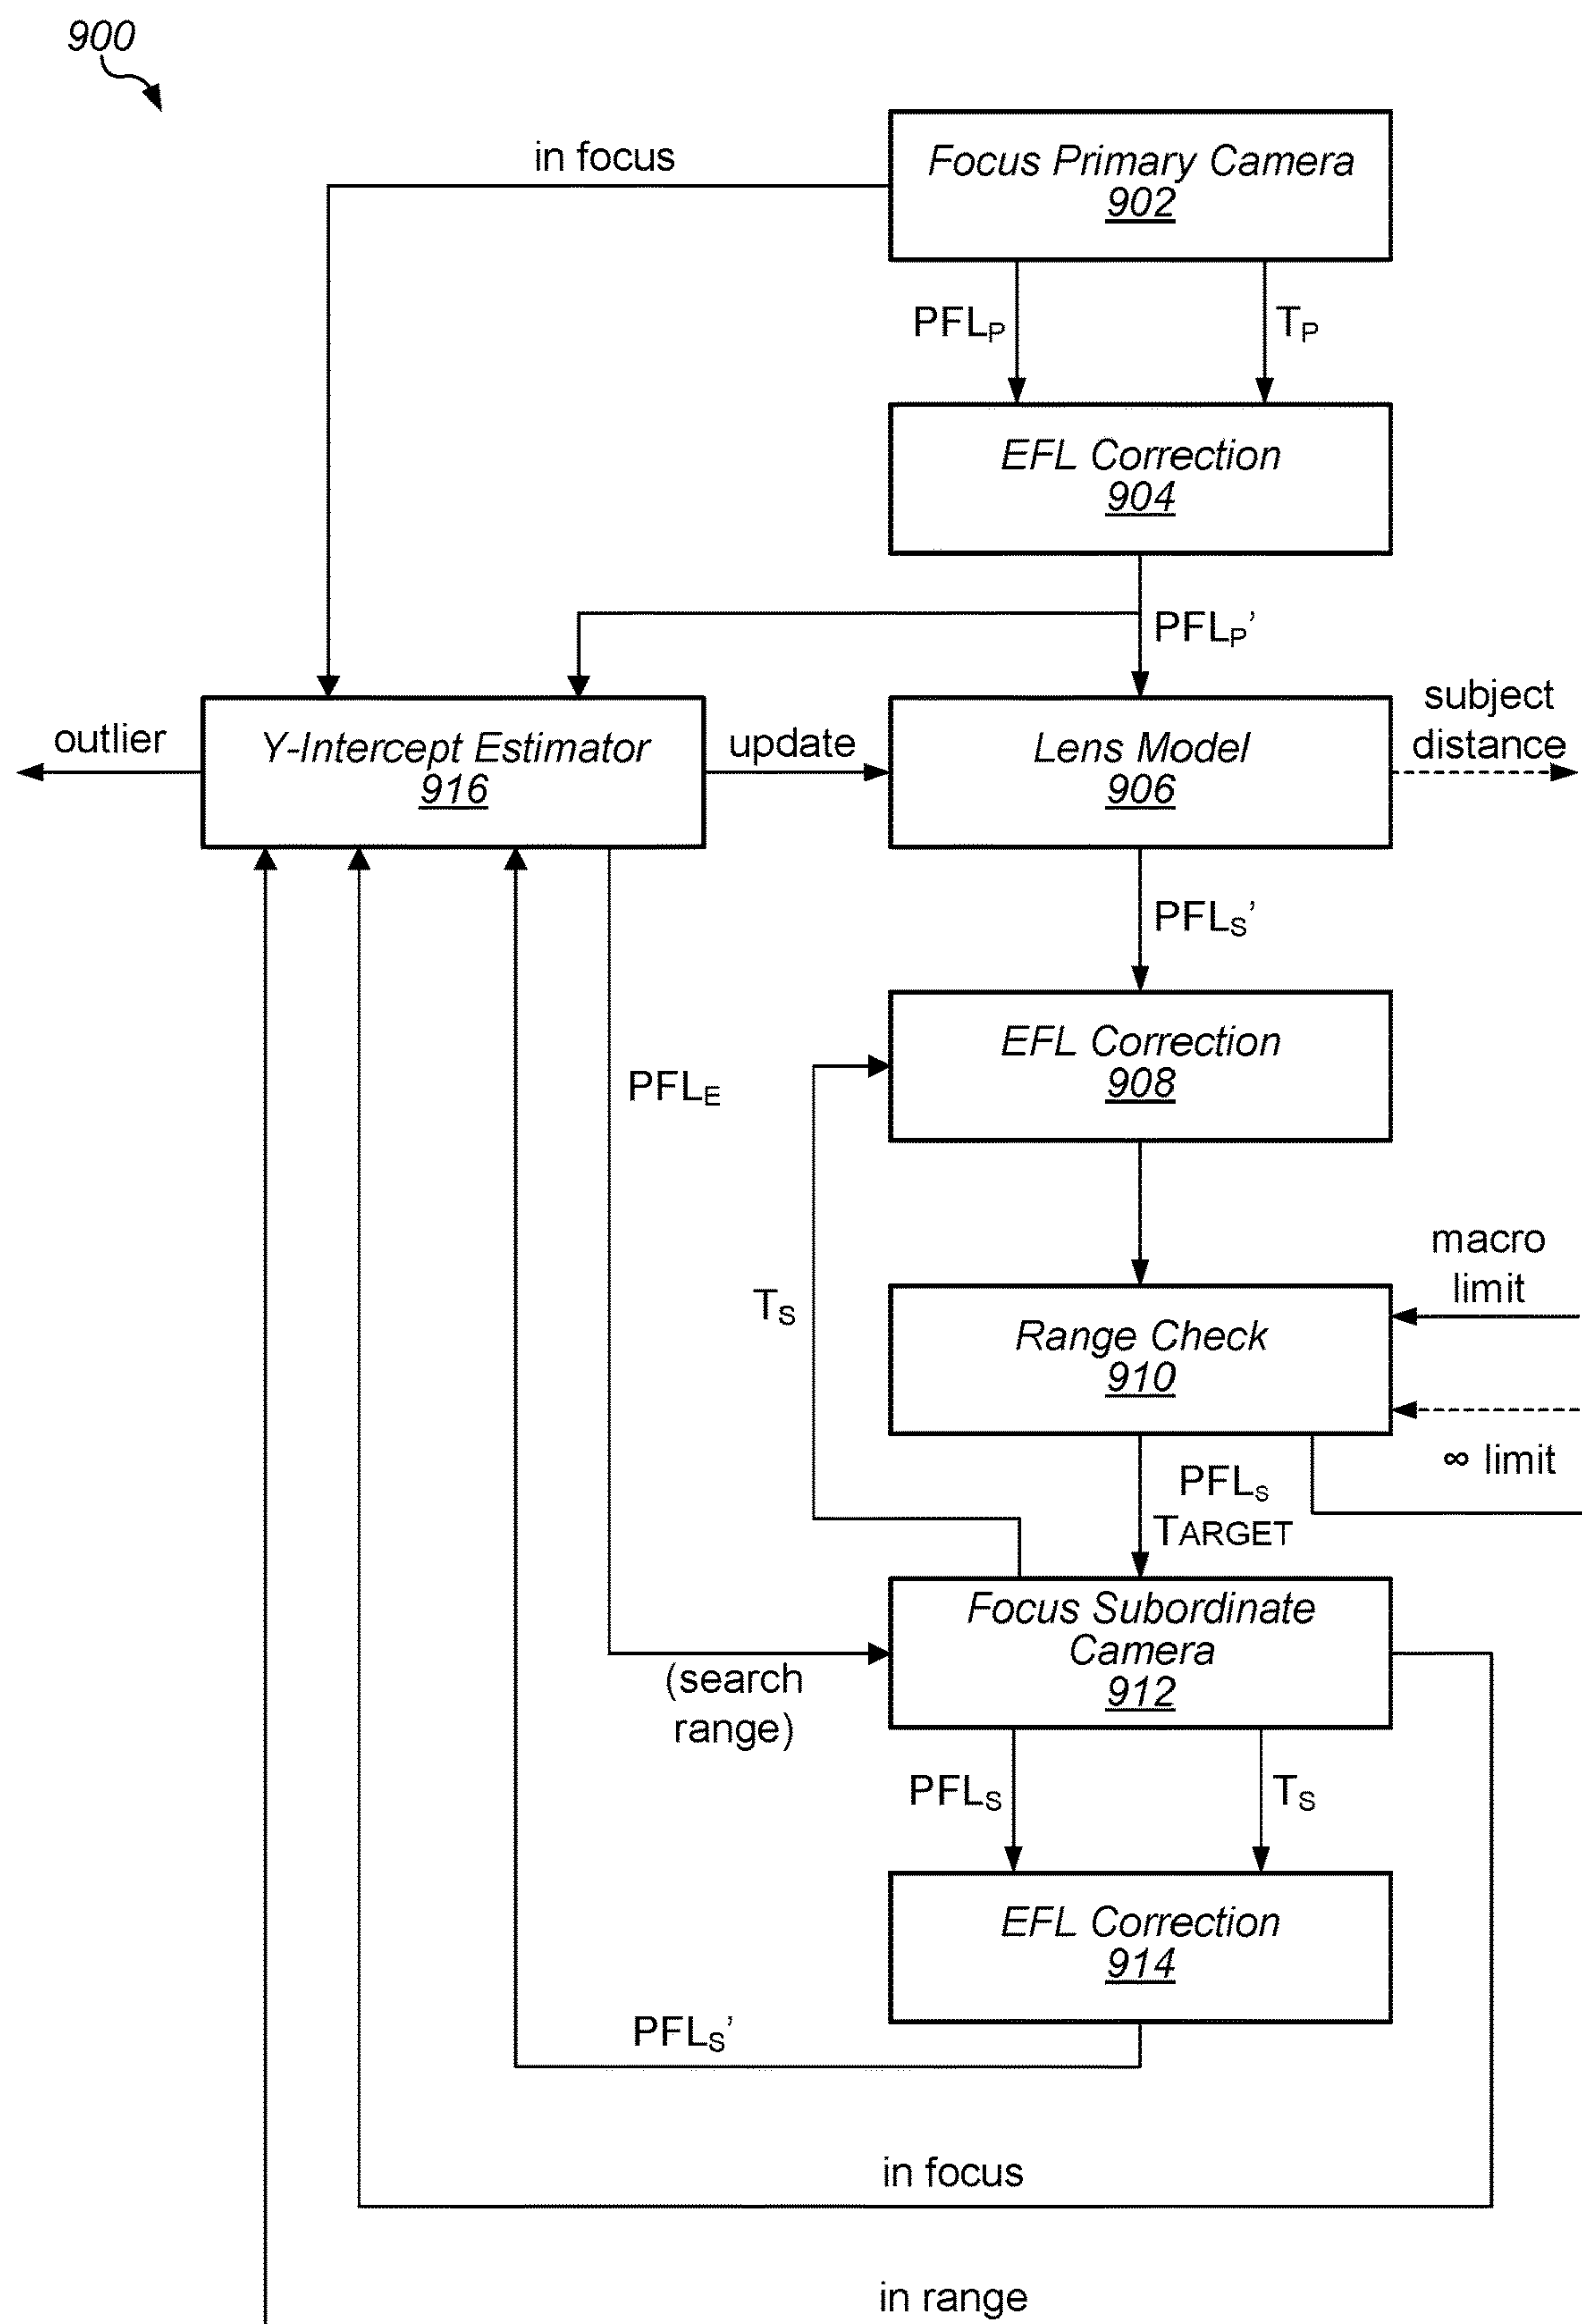 900
in focus
Focus Primary Camera
902
PFLP
TP
EFL Correction
904
PFLP’
outlier
Y-Intercept Estimator
916
update
Lens Model
906
subject
distance
PFLS’
EFL Correction
908
PFLE
TS
macro
limit
Range Check
910
∞ limit
PFLS
TARGET
Focus Subordinate
Camera
912
(search
range)
PFLS
TS
EFL Correction
914
PFLS’
in focus
in range